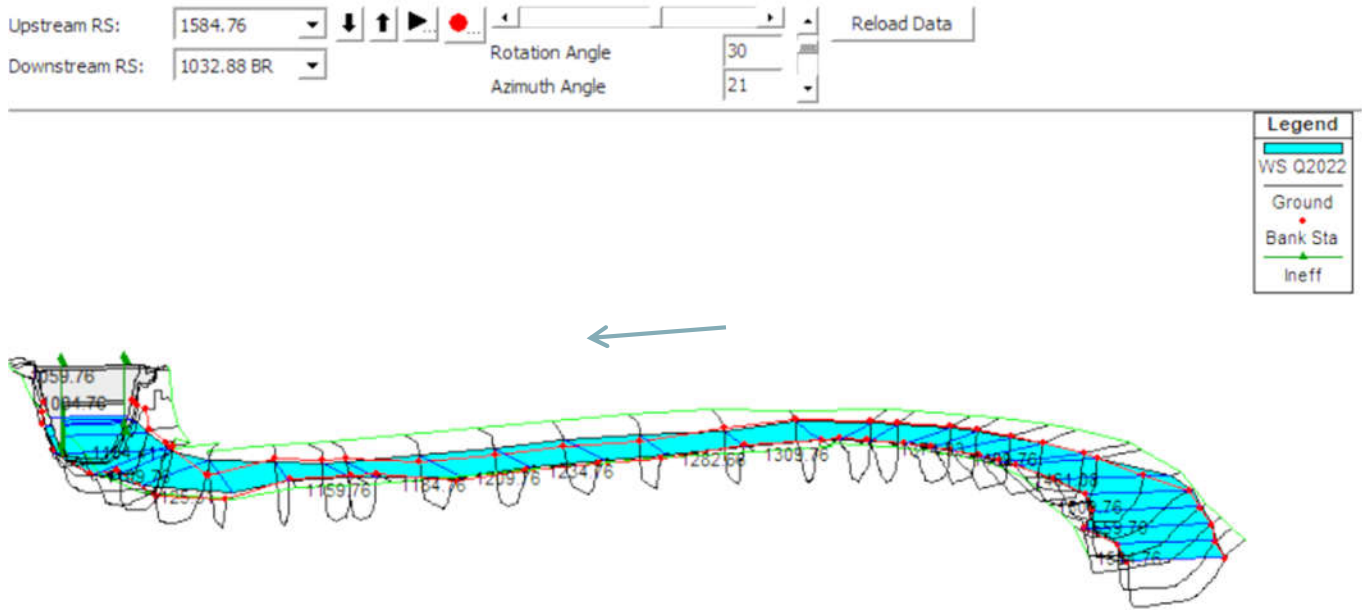 Upstream RS: 1584.76
Downstream RS: 1032.88 BR
Rotation Angle 30
Azimuth Angle 21
Reload Data
Legend
WS Q2022
Ground
Bank Sta
Ineff
1159.76
1184.76
1209.76
1234.76
1282.68
1309.76